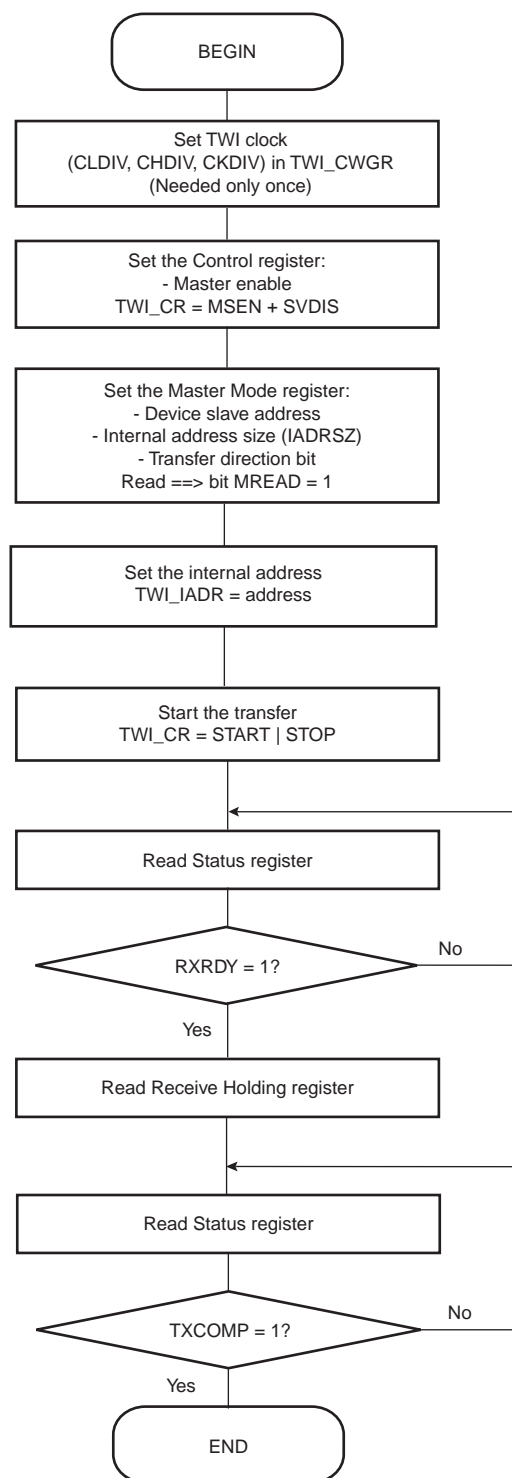 BEGIN
Set TWI clock
(CLDIV, CHDIV, CKDIV) in TWI_CWGR
(Needed only once)
Set the Control register:
- Master enable
TWI_CR = MSEN + SVDIS
Set the Master Mode register:
- Device slave address
- Internal address size (IADRSZ)
- Transfer direction bit
Read ==> bit MREAD = 1
Set the internal address
TWI_IADR = address
Start the transfer
TWI_CR = START | STOP
Read Status register
RXRDY = 1?
No
Yes
Read Receive Holding register
Read Status register
TXCOMP = 1?
No
Yes
END